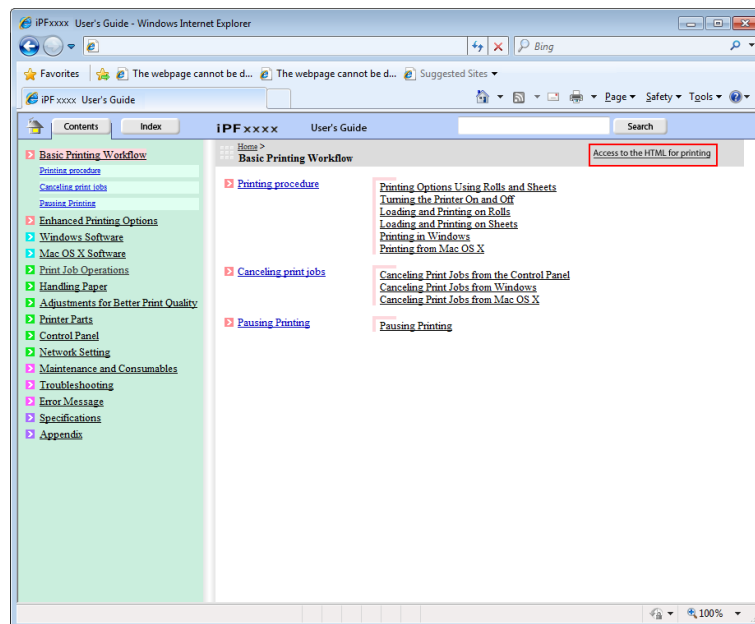 iPFxxxx User's Guide - Windows Internet Explorer
Bing
Favorites The webpage cannot be d... The webpage cannot be d... Suggested Sites
iPF xxxx User's Guide
Page Safety Tools
Contents Index iPF xxxx User's Guide Search
Home >
Basic Printing Workflow
Access to the HTML for printing
Basic Printing Workflow
Printing procedure
Canceling print jobs
Pausing Printing
Enhanced Printing Options
Windows Software
Mac OS X Software
Print Job Operations
Handling Paper
Adjustments for Better Print Quality
Printer Parts
Control Panel
Network Setting
Maintenance and Consumables
Troubleshooting
Error Message
Specifications
Appendix
Printing procedure
Printing Options Using Rolls and Sheets
Turning the Printer On and Off
Loading and Printing on Rolls
Loading and Printing on Sheets
Printing in Windows
Printing from Mac OS X
Canceling print jobs
Canceling Print Jobs from the Control Panel
Canceling Print Jobs from Windows
Canceling Print Jobs from Mac OS X
Pausing Printing
Pausing Printing
100%